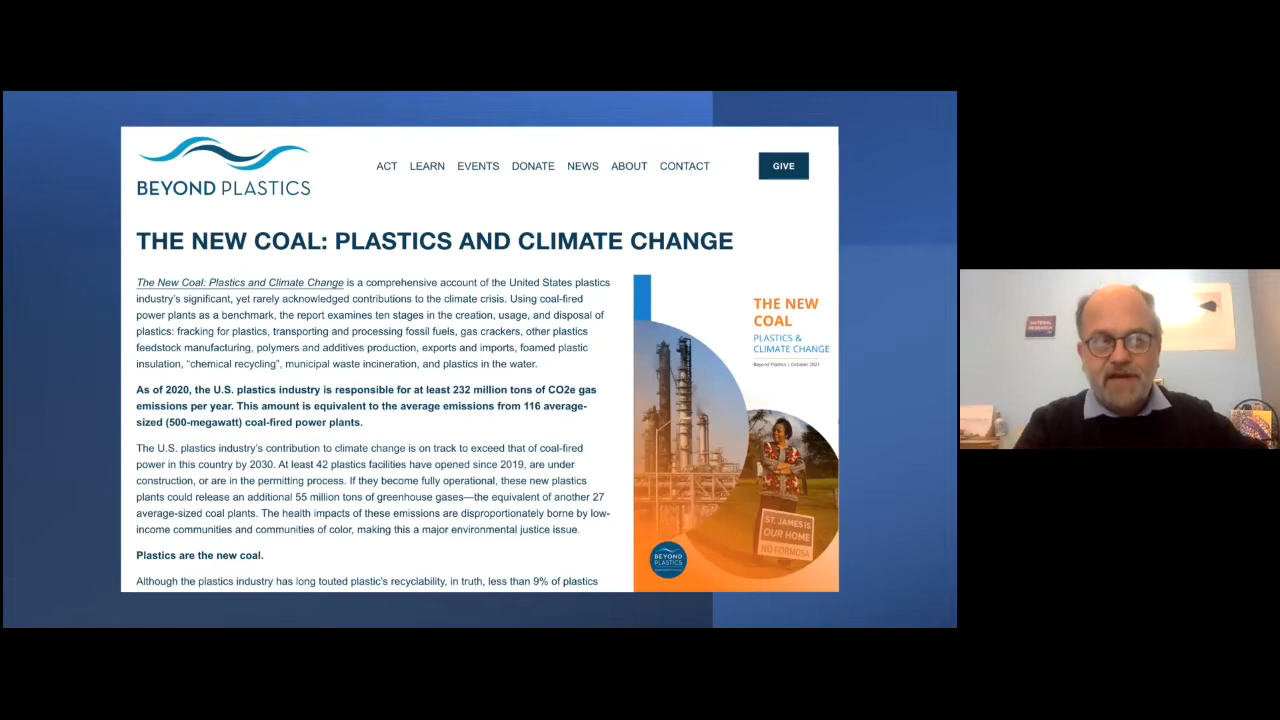 BEYOND PLASTICS
ACT LEARN EVENTS DONATE NEWS ABOUT CONTACT
GIVE
THE NEW COAL: PLASTICS AND CLIMATE CHANGE
The New Coal: Plastics and Climate Change is a comprehensive account of the United States plastics
industry's significant, yet rarely acknowledged contributions to the climate crisis. Using coal-fired
power plants as a benchmark, the report examines ten stages in the creation, usage, and disposal of
plastics: fracking for plastics, transporting and processing fossil fuels, gas crackers, other plastics
feedstock manufacturing, polymers and additives production, exports and imports, foamed plastic
insulation, "chemical recycling", municipal waste incineration, and plastics in the water.
As of 2020, the U.S. plastics industry is responsible for at least 232 million tons of CO2e gas
emissions per year. This amount is equivalent to the average emissions from 116 average-
sized (500-megawatt) coal-fired power plants.
The U.S. plastics industry's contribution to climate change is on track to exceed that of coal-fired
power in this country by 2030. At least 42 plastics facilities have opened since 2019, are under
construction, or are in the permitting process. If they become fully operational, these new plastics
plants could release an additional 55 million tons of greenhouse gases—the equivalent of another 27
average-sized coal plants. The health impacts of these emissions are disproportionately borne by low-
income communities and communities of color, making this a major environmental justice issue.
Plastics are the new coal.
Although the plastics industry has long touted plastic's recyclability, in truth, less than 9% of plastics
THE NEW
COAL
PLASTICS &
CLIMATE CHANGE
Beyond Plastics | October 2021
ST. JAMES IS
OUR HOME
NO FORMOSA
BEYOND
PLASTICS
MATERIAL
RESEARCH